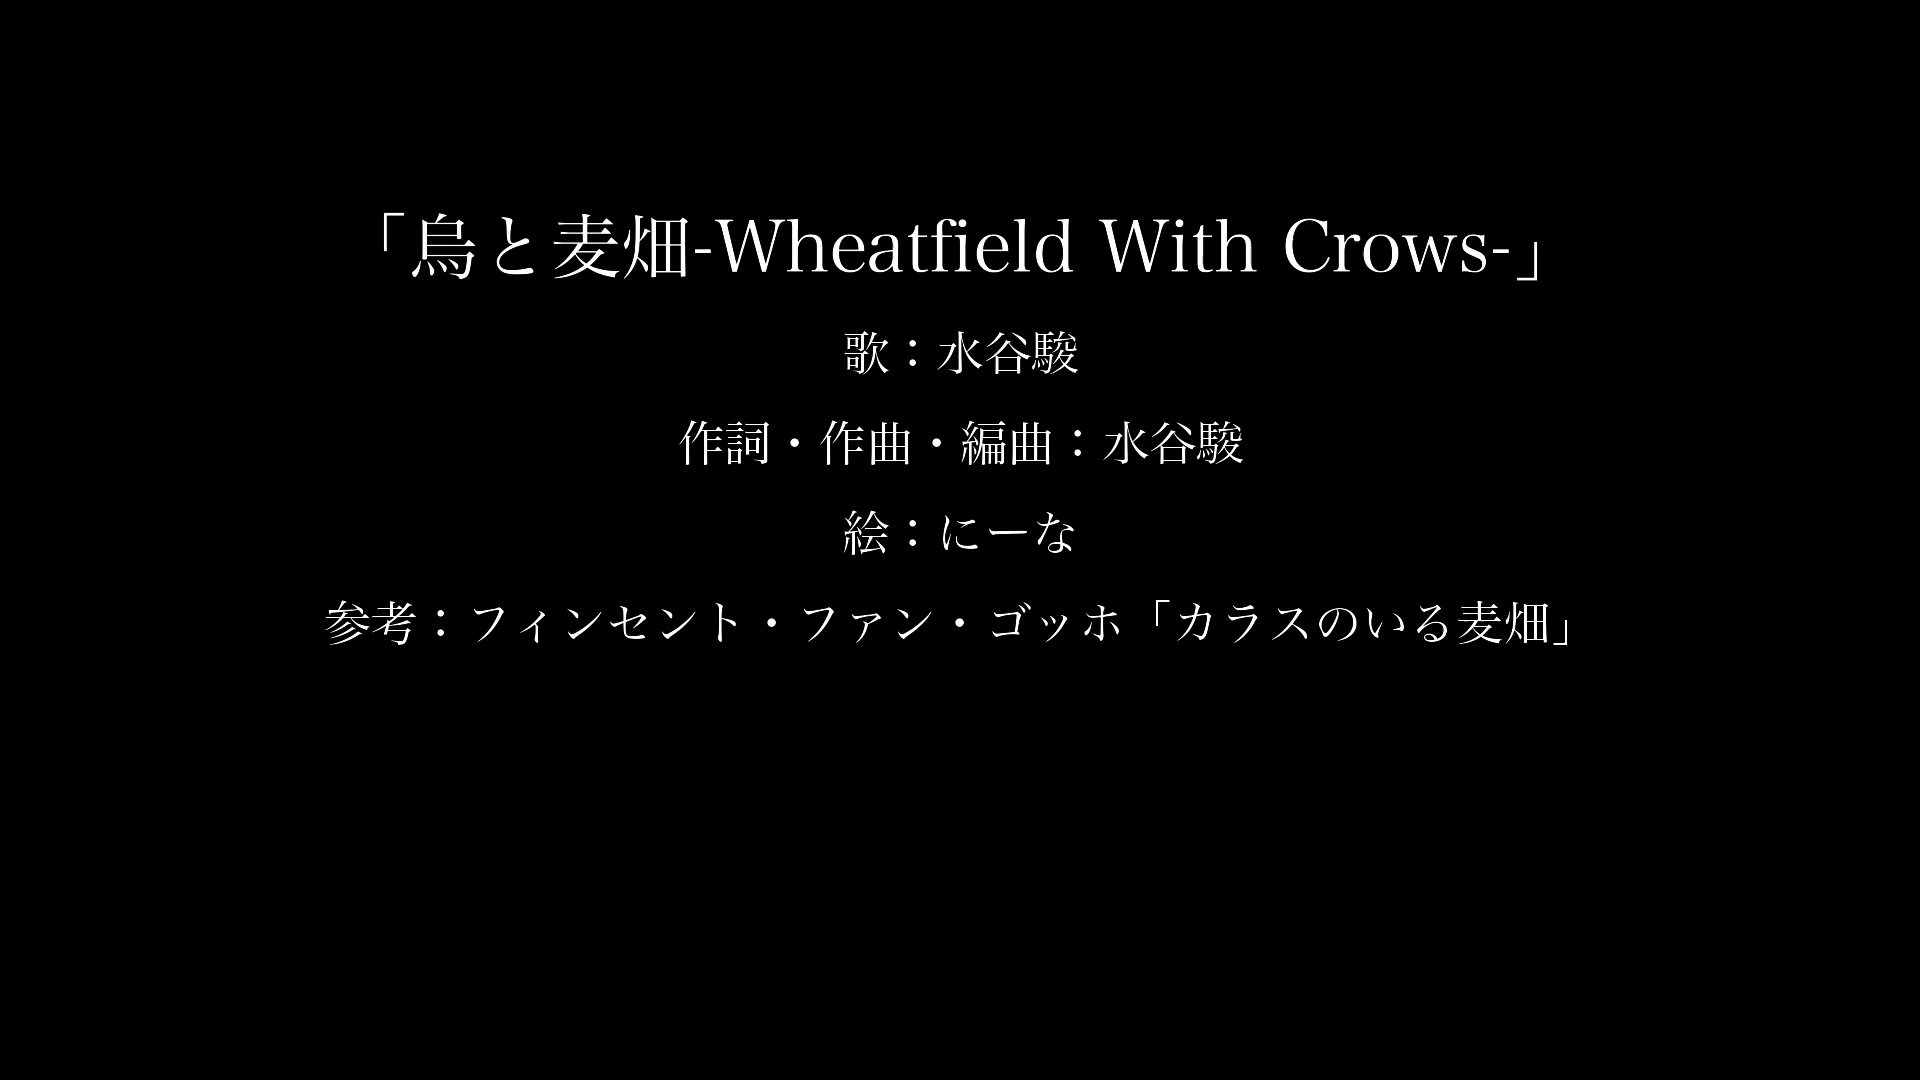 「烏と麦畑-Wheatfield With Crows-」
歌：水谷駿
作詞・作曲・編曲：水谷駿
絵：にーな
参考：フィンセント・ファン・ゴッホ「カラスのいる麦畑」